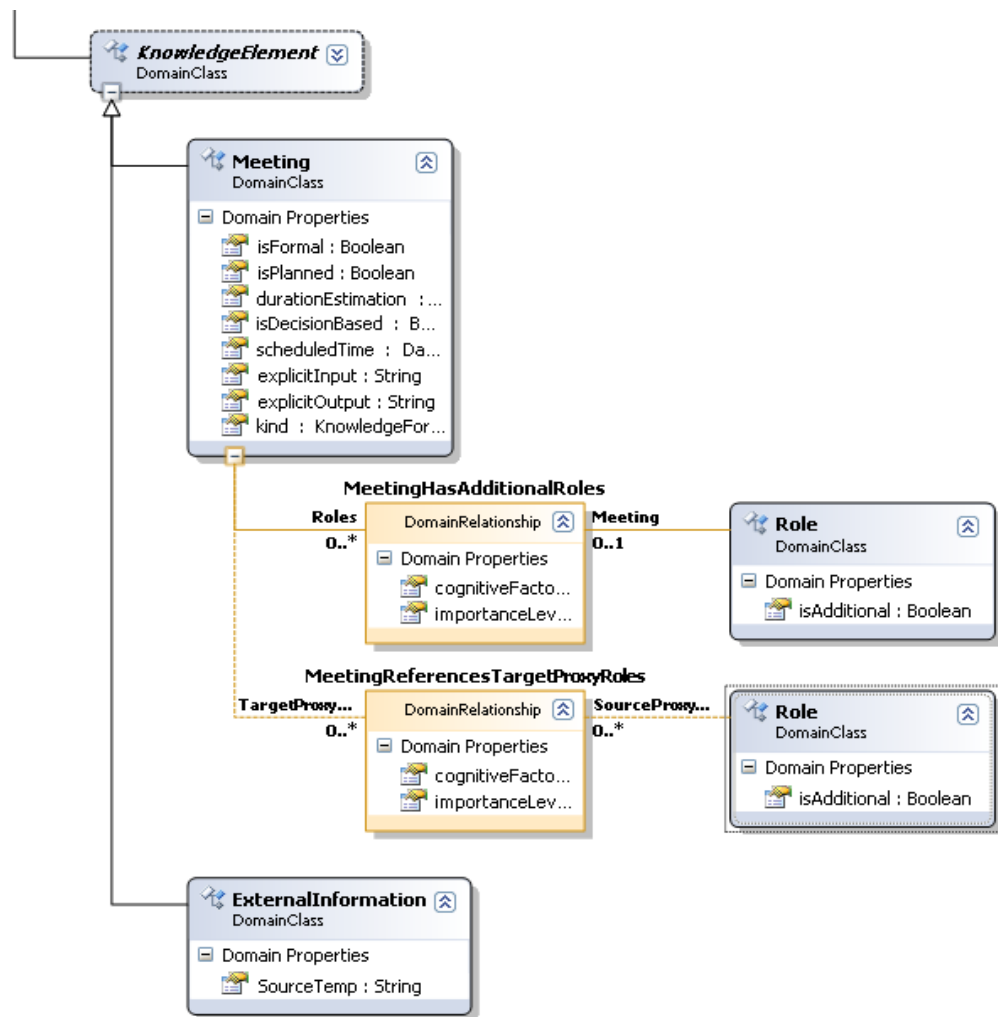 KnowledgeElement
DomainClass
Meeting
DomainClass
Domain Properties
isFormal : Boolean
isPlanned : Boolean
durationEstimation : ...
isDecisionBased : B...
scheduledTime : Da...
explicitInput : String
explicitOutput : String
kind : KnowledgeFor...
MeetingHasAdditionalRoles
Roles
0..*
DomainRelationship
Domain Properties
cognitiveFacto...
importanceLev...
Meeting
0..1
Role
DomainClass
Domain Properties
isAdditional : Boolean
MeetingReferencesTargetProxyRoles
TargetProxy...
0..*
DomainRelationship
Domain Properties
cognitiveFacto...
importanceLev...
SourceProxy...
0..*
Role
DomainClass
Domain Properties
isAdditional : Boolean
ExternalInformation
DomainClass
Domain Properties
SourceTemp : String